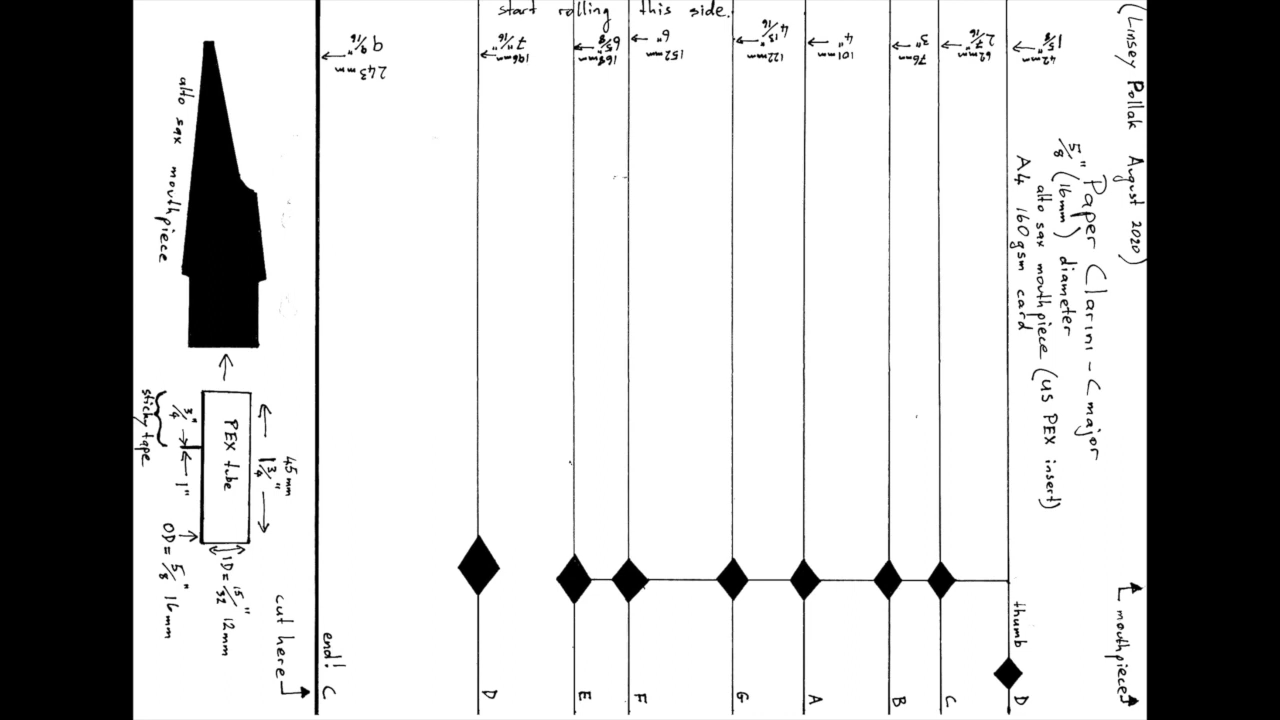 (Linsey Pollak August 2020)
Paper Clarini - C major
5/8" (16mm) diameter
alto sax mouthpiece (US PEX insert)
A4 160gsm card
↑ mouthpiece ↑
start rolling this side.
1 5/8" 42mm
2 7/16" 62mm
3" 76mm
4" 101mm
4 13/16" 122mm
6" 152mm
6 5/8" 168mm
7 11/16" 196mm
9 9/16" 243mm
thumb
D
C
B
A
G
F
E
D
end! C
cut here
alto sax mouthpiece
PEX tube
45mm
1 3/4"
3/4"
1"
sticky tape
OD = 5/8" 16mm
ID = 15/32" 12mm